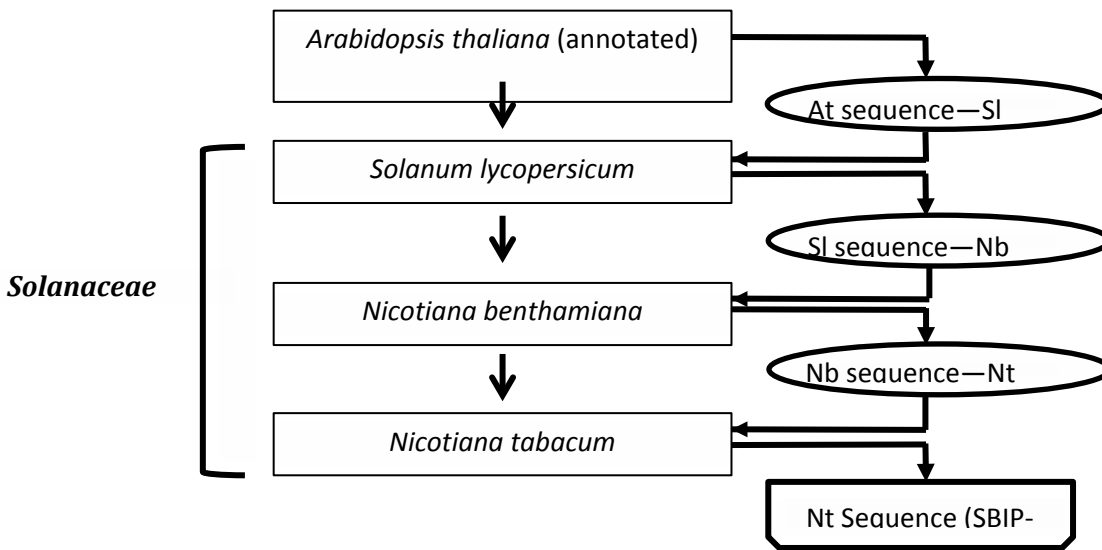 Arabidopsis thaliana (annotated)
At sequence—Sl
Solanum lycopersicum
Sl sequence—Nb
Solanaceae
Nicotiana benthamiana
Nb sequence—Nt
Nicotiana tabacum
Nt Sequence (SBIP-